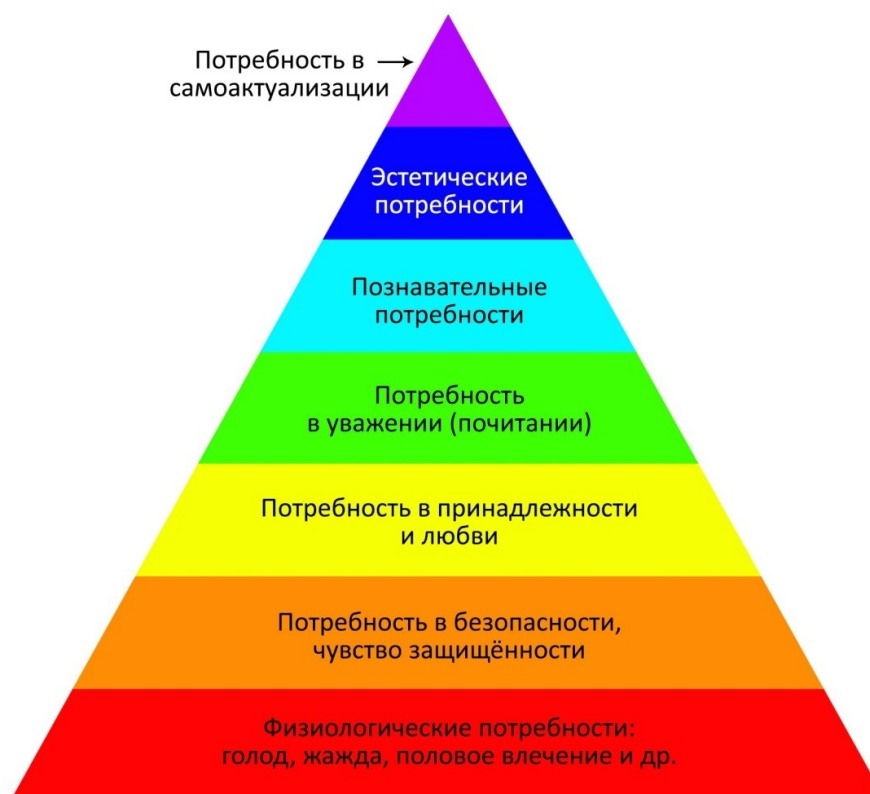 Потребность в
самоактуализации
Эстетические
потребности
Познавательные
потребности
Потребность
в уважении (почитании)
Потребность в принадлежности
и любви
Потребность в безопасности,
чувство защищённости
Физиологические потребности:
голод, жажда, половое влечение и др.